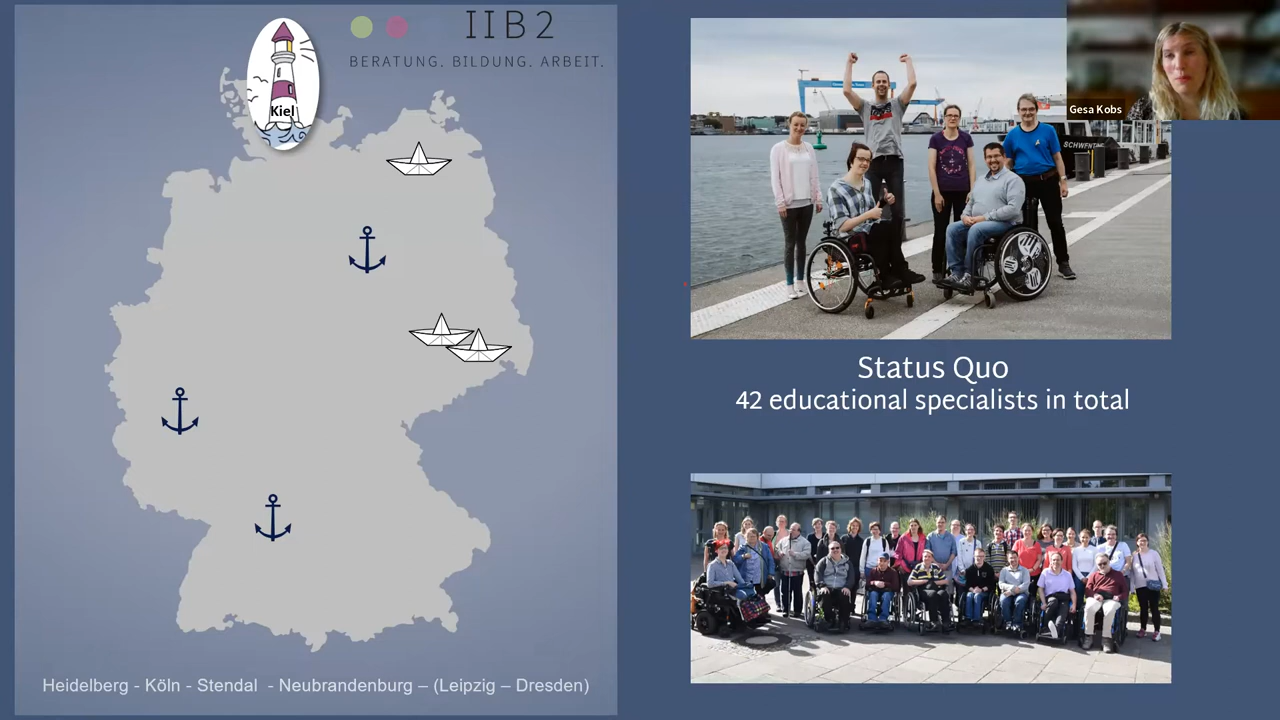 IIB2
BERATUNG. BILDUNG. ARBEIT.
Kiel
Heidelberg - Köln - Stendal - Neubrandenburg – (Leipzig – Dresden)
Gesa Kobs
SCHWENTINE
Status Quo
42 educational specialists in total